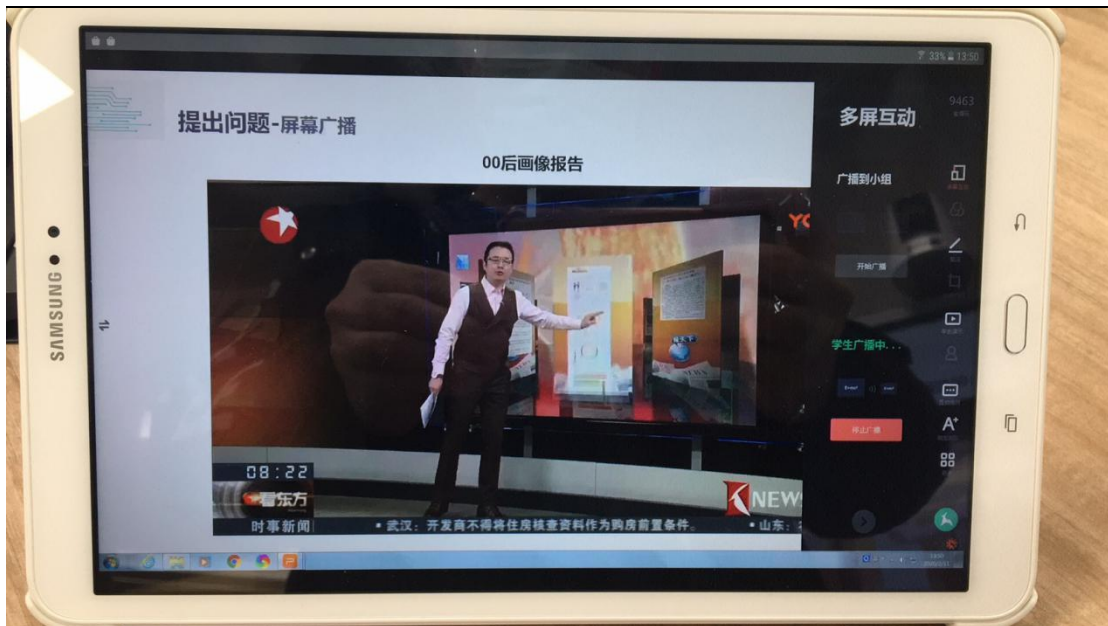 SAMSUNG
33% 13:50
提出问题-屏幕广播
00后画像报告
多屏互动
9463
广播到小组
开始广播
学生广播中...
停止广播
A+
08:22
看东方
时事新闻
NEWS
• 武汉：开发商不得将住房核查资料作为购房前置条件。
• 山东：